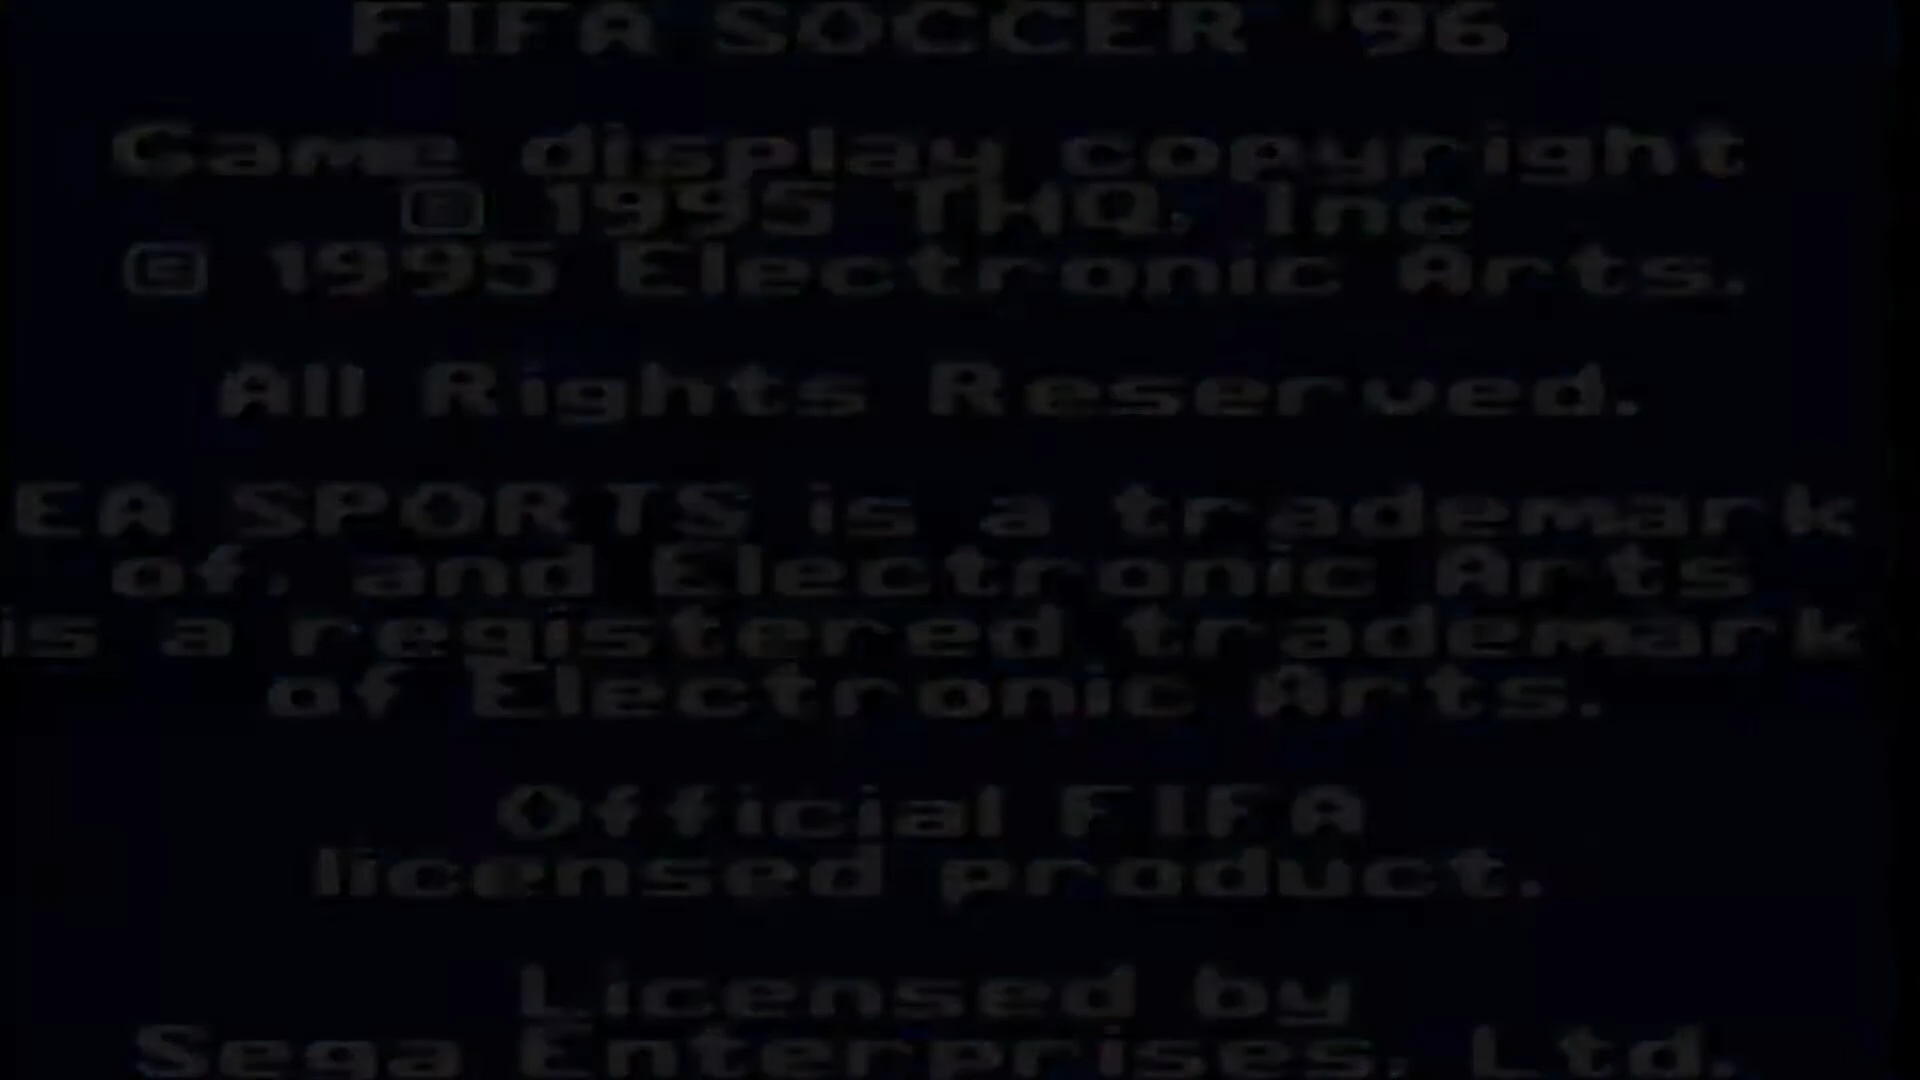 FIFA SOCCER '96
Game display copyright
© 1995 THQ, Inc
© 1995 Electronic Arts.
All Rights Reserved.
EA SPORTS is a trademark
of, and Electronic Arts
is a registered trademark
of Electronic Arts.
Official FIFA
licensed product.
Licensed by
Sega Enterprises, Ltd.